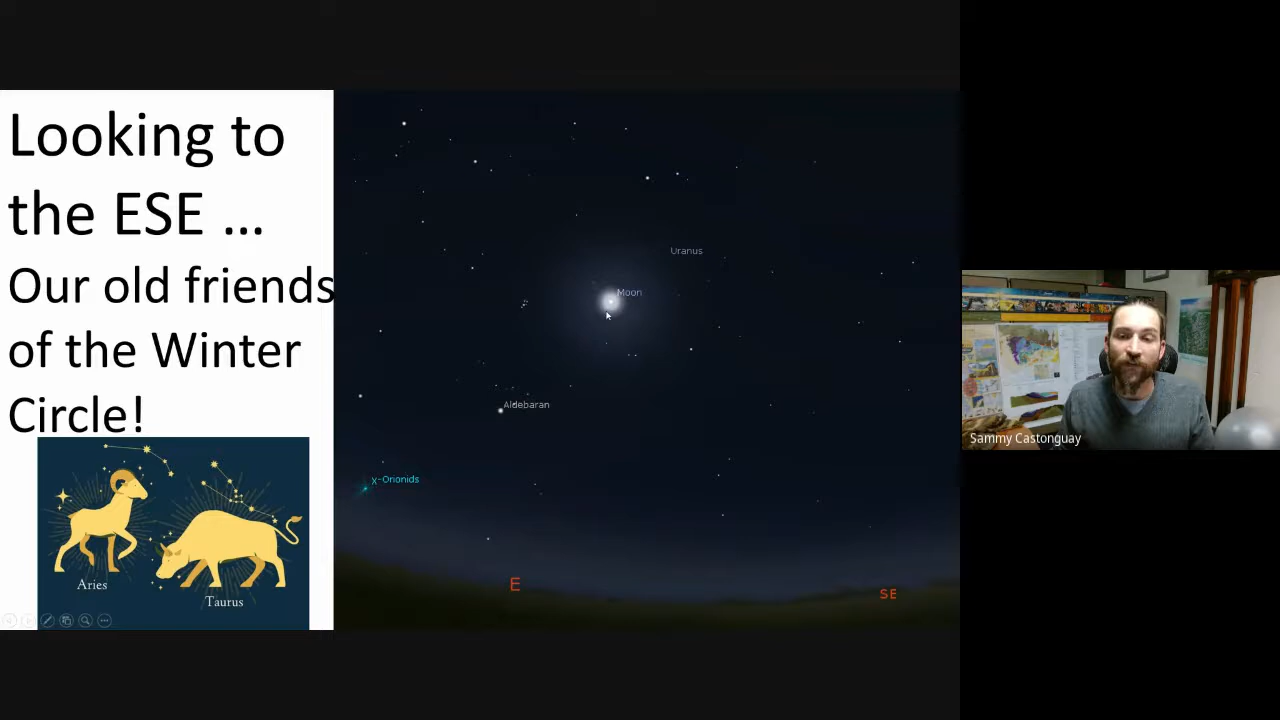 Looking to
the ESE ...
Our old friends
of the Winter
Circle!
Aries
Taurus
Uranus
Moon
Aldebaran
χ-Orionids
E
SE
Sammy Castonguay